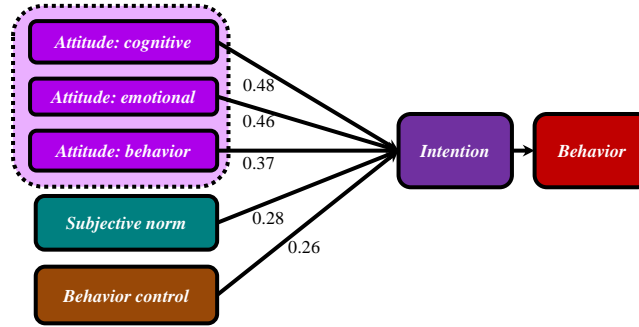 Attitude: cognitive
0.48
Attitude: emotional
0.46
Attitude: behavior
0.37
Intention
Behavior
Subjective norm
0.28
0.26
Behavior control